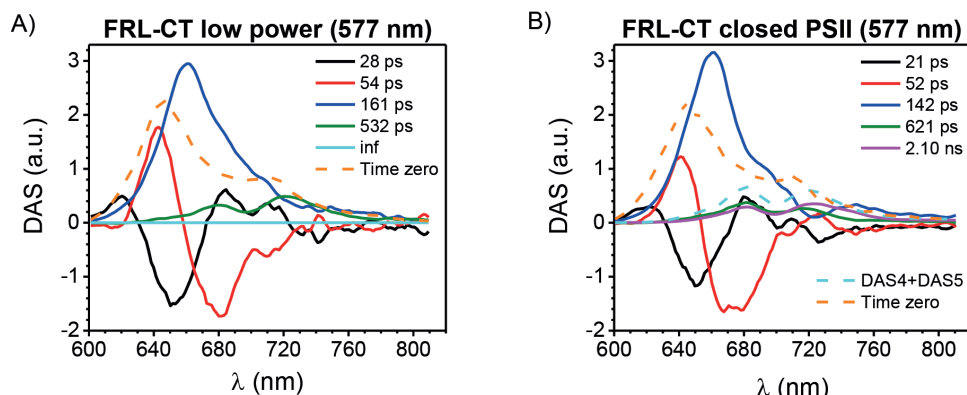 A)
FRL-CT low power (577 nm)
DAS (a.u.)
3
2
1
0
-1
-2
28 ps
54 ps
161 ps
532 ps
inf
Time zero
600 640 680 720 760 800
λ (nm)
B)
FRL-CT closed PSII (577 nm)
DAS (a.u.)
3
2
1
0
-1
-2
21 ps
52 ps
142 ps
621 ps
2.10 ns
DAS4+DAS5
Time zero
600 640 680 720 760 800
λ (nm)